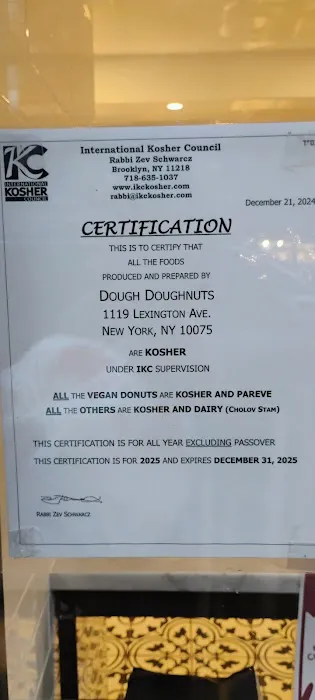 IKC
INTERNATIONAL
KOSHER
COUNCIL
International Kosher Council
Rabbi Zev Schwarcz
Brooklyn, NY 11218
718-635-1037
www.ikckosher.com
rabbi@ikckosher.com
December 21, 2024
CERTIFICATION
THIS IS TO CERTIFY THAT
ALL THE FOODS
PRODUCED AND PREPARED BY
DOUGH DOUGHNUTS
1119 LEXINGTON AVE.
NEW YORK, NY 10075
ARE KOSHER
UNDER IKC SUPERVISION
ALL THE VEGAN DONUTS ARE KOSHER AND PAREVE
ALL THE OTHERS ARE KOSHER AND DAIRY (CHOLOV STAM)
THIS CERTIFICATION IS FOR ALL YEAR EXCLUDING PASSOVER
THIS CERTIFICATION IS FOR 2025 AND EXPIRES DECEMBER 31, 2025
RABBI ZEV SCHWARCZ